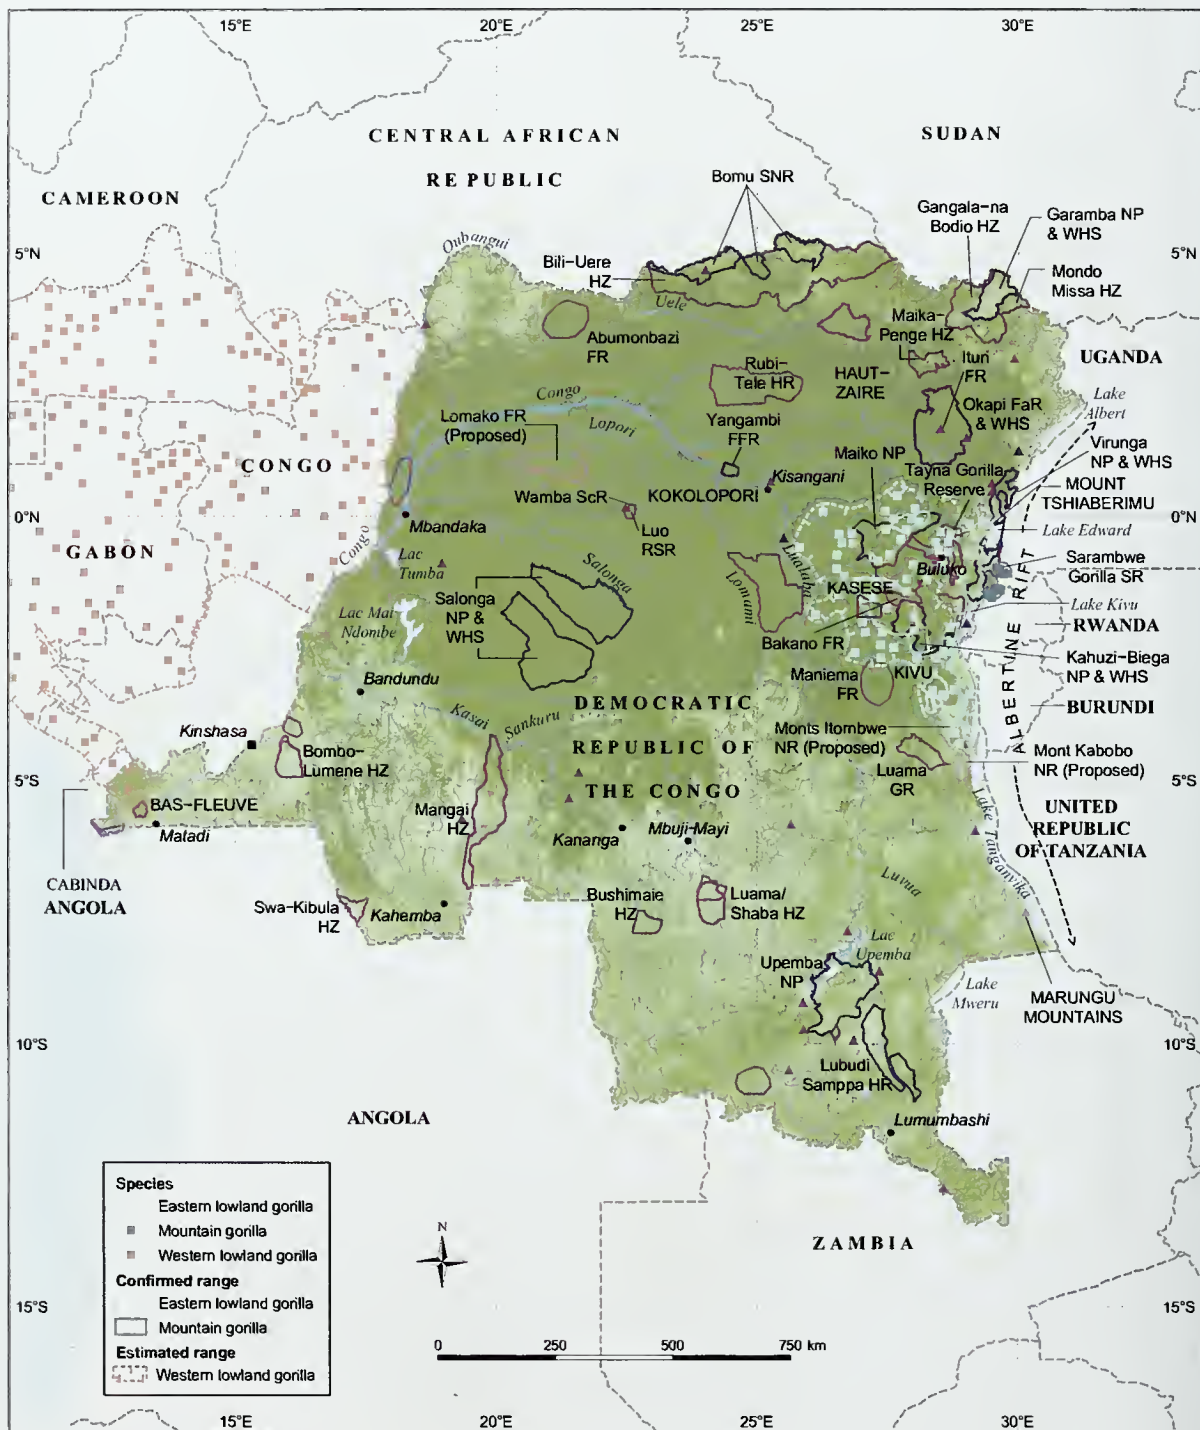 15°E
20°E
25°E
30°E
CENTRAL AFRICAN
REPUBLIC
SUDAN
CAMEROON
Bomu SNR
Gangala-na
Bodio HZ
Garamba NP
& WHS
5°N
Oubangui
Bili-Uere
HZ
Mondo
Missa HZ
5°N
Uele
Abumonbazi
FR
Maika-
Penge HZ
Ituri
FR
UGANDA
Rubi-
Tele HR
HAUT-
ZAIRE
Okapi FaR
& WHS
Lake
Albert
Congo
Lopori
Lomako FR
(Proposed)
Yangambi
FFR
Virunga
NP & WHS
CONGO
Maiko NP
Tayna Gorilla
Reserve
MOUNT
TSHIABERIMU
Kisangani
KOKOLOPORI
Wamba ScR
0°N
Mbandaka
Luo
RSR
Lake Edward
0°N
GABON
Congo
Lac
Tumba
Salonga
Lualaba
Buluko
Sarambwe
Gorilla SR
Lomami
KASESE
Salonga
NP &
WHS
Lac Mai
Ndombe
Lake Kivu
RWANDA
Bakano FR
ALBERTINE RIFT
Kahuzi-Biega
NP & WHS
Maniema
FR
KIVU
Bandundu
DEMOCRATIC
BURUNDI
Kasai
Sankuru
Kinshasa
Monts Itombwe
NR (Proposed)
REPUBLIC OF
Bombo-
Lumene HZ
Mont Kabobo
NR (Proposed)
Luama
GR
5°S
5°S
THE CONGO
BAS-FLEUVE
Mangai
HZ
UNITED
REPUBLIC
OF TANZANIA
Matadi
Kananga
Mbuji-Mayi
Lake Tanganyika
CABINDA
ANGOLA
Luvua
Swa-Kibula
HZ
Kahemba
Bushimaie
HZ
Luama/
Shaba HZ
Lac
Upemba
Upemba
NP
Lake
Mweru
MARUNGU
MOUNTAINS
10°S
10°S
Lubudi
Samppa HR
ANGOLA
Lumumbashi
Species
Eastern lowland gorilla
Mountain gorilla
Western lowland gorilla
Confirmed range
Eastern lowland gorilla
Mountain gorilla
Estimated range
Western lowland gorilla
N
ZAMBIA
15°S
15°S
0
250
500
750 km
15°E
20°E
25°E
30°E